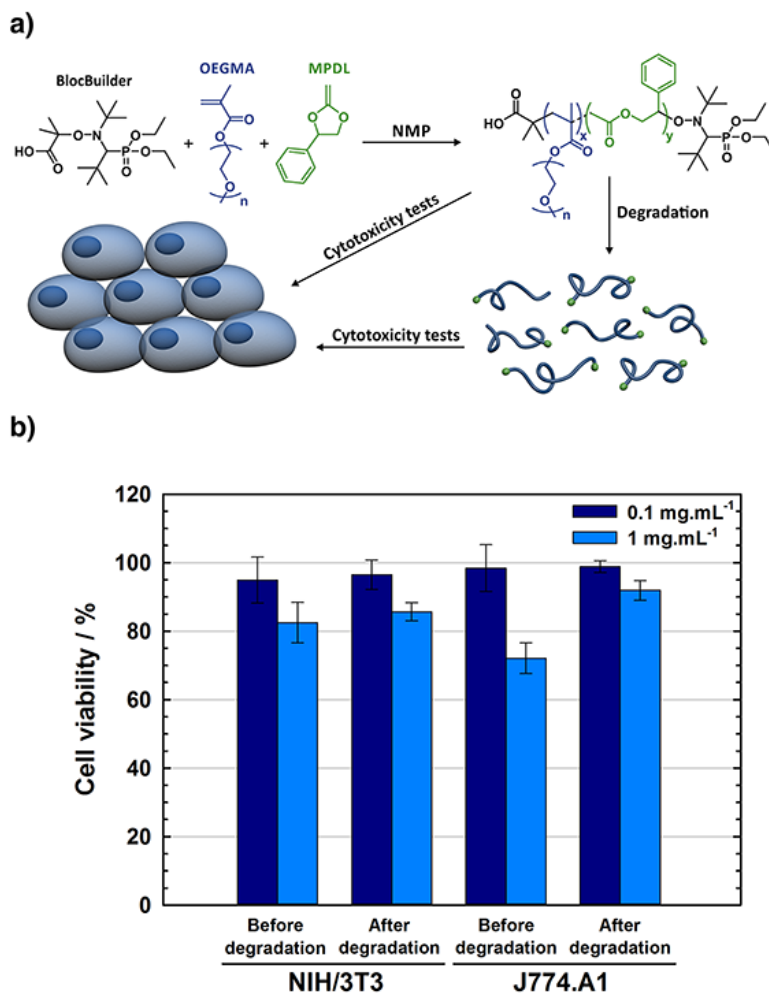 a)
BlocBuilder
OEGMA
MPDL
HO
O
O
N
P
O
O
O
+
O
O
O
n
+
O
O
NMP
HO
O
x
O
O
O
n
O
O
y
O
N
P
O
O
O
Cytotoxicity tests
Degradation
Cytotoxicity tests
b)
Cell viability / %
120
100
80
60
40
20
0
0.1 mg.mL⁻¹
1 mg.mL⁻¹
Before degradation
After degradation
Before degradation
After degradation
NIH/3T3
J774.A1